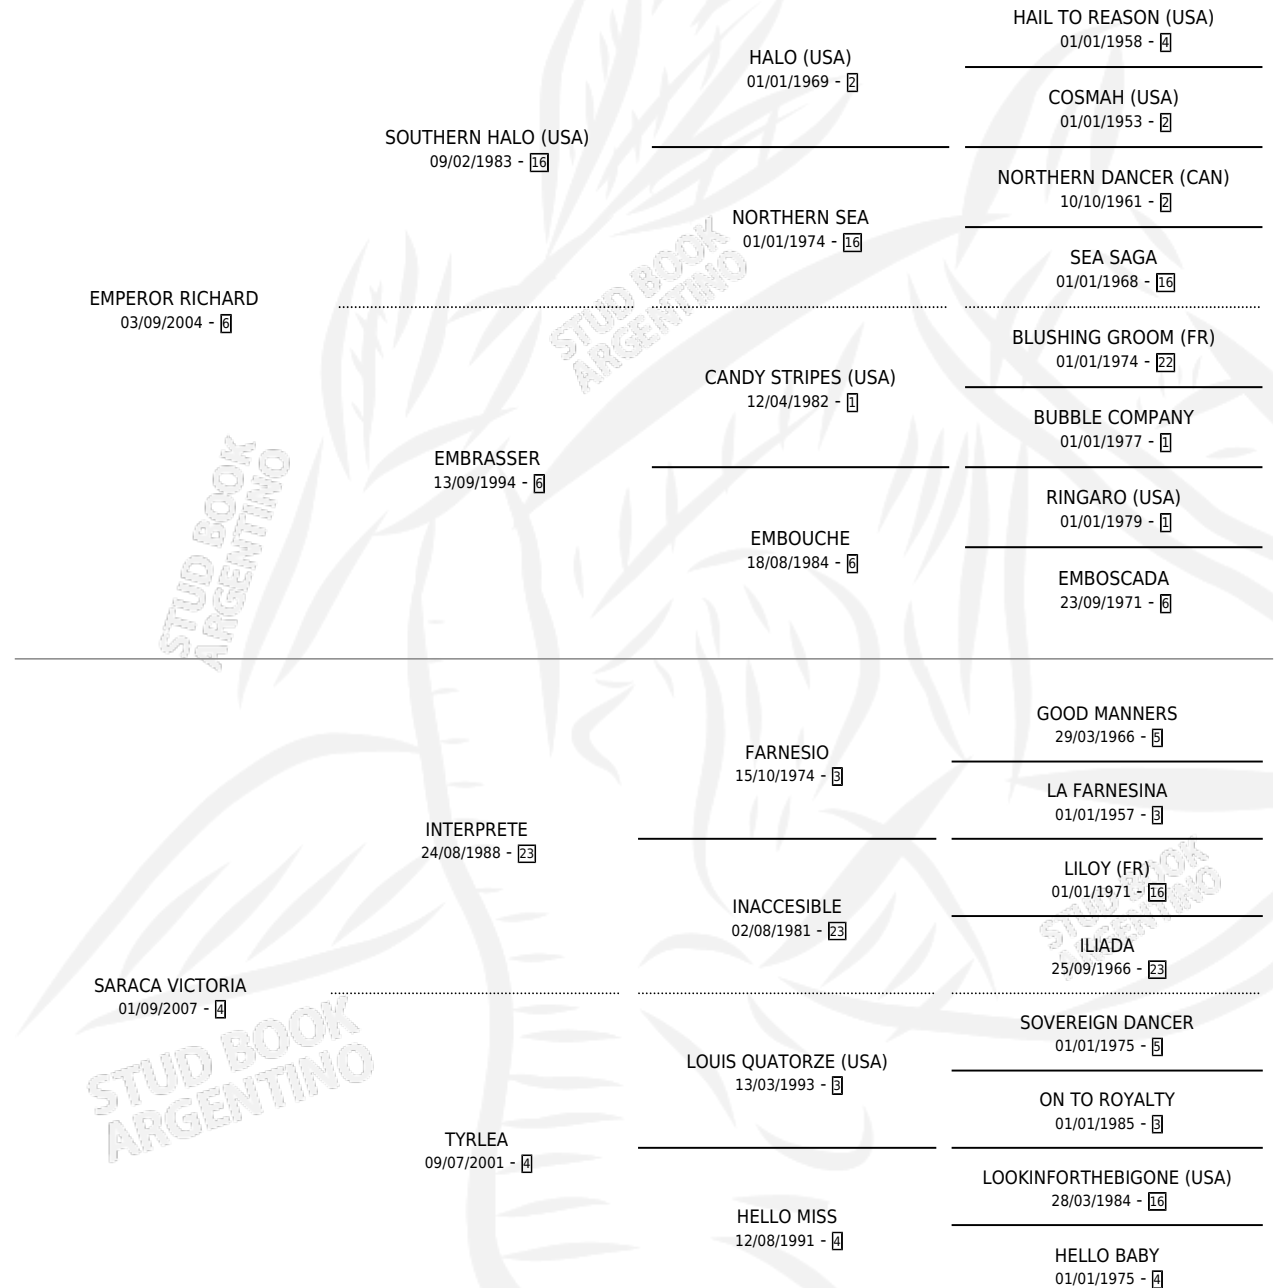 HAIL TO REASON (USA)
01/01/1958 - 4
HALO (USA)
01/01/1969 - 2
COSMAH (USA)
01/01/1953 - 2
SOUTHERN HALO (USA)
09/02/1983 - 16
NORTHERN DANCER (CAN)
10/10/1961 - 2
NORTHERN SEA
01/01/1974 - 16
SEA SAGA
01/01/1968 - 16
EMPEROR RICHARD
03/09/2004 - 6
BLUSHING GROOM (FR)
01/01/1974 - 22
CANDY STRIPES (USA)
12/04/1982 - 1
BUBBLE COMPANY
01/01/1977 - 1
EMBRASSER
13/09/1994 - 6
RINGARO (USA)
01/01/1979 - 1
EMBOUCHE
18/08/1984 - 6
EMBOSCADA
23/09/1971 - 6
STUD BOOK
ARGENTINO
STUD BOOK
ARGENTINO
GOOD MANNERS
29/03/1966 - 5
FARNESIO
15/10/1974 - 3
LA FARNESINA
01/01/1957 - 3
INTERPRETE
24/08/1988 - 23
LILOY (FR)
01/01/1971 - 16
INACCESIBLE
02/08/1981 - 23
ILIADA
25/09/1966 - 23
STUD BOOK
ARGENTINO
SARACA VICTORIA
01/09/2007 - 4
SOVEREIGN DANCER
01/01/1975 - 5
LOUIS QUATORZE (USA)
13/03/1993 - 3
ON TO ROYALTY
01/01/1985 - 3
TYRLEA
09/07/2001 - 4
LOOKINFORTHEBIGONE (USA)
28/03/1984 - 16
HELLO MISS
12/08/1991 - 4
HELLO BABY
01/01/1975 - 4
STUD BOOK
ARGENTINO